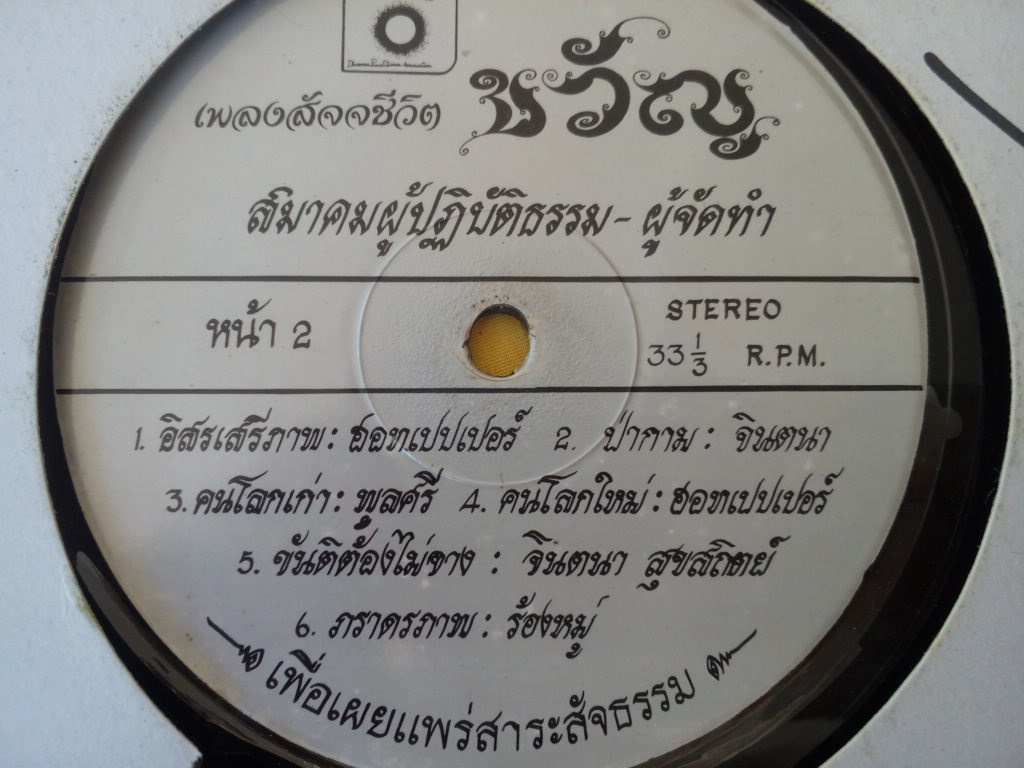 Dhamma Practitioner Association
เพลงสัจจชีวิต ขวัญ
สมาคมผู้ปฏิบัติธรรม - ผู้จัดทำ
หน้า 2
STEREO
33 1/3 R.P.M.
1. อิสรเสรีภาพ : ฮอทเปปเปอร์ 2. ป่ากาม : จินตนา
3. คนโลกเก่า : พูลศรี 4. คนโลกใหม่ : ฮอทเปปเปอร์
5. ขันติต้องไม่จาง : จินตนา สุขสถิตย์
6. ภราดรภาพ : ร้องหมู่
เพื่อเผยแพร่สาระสัจธรรม